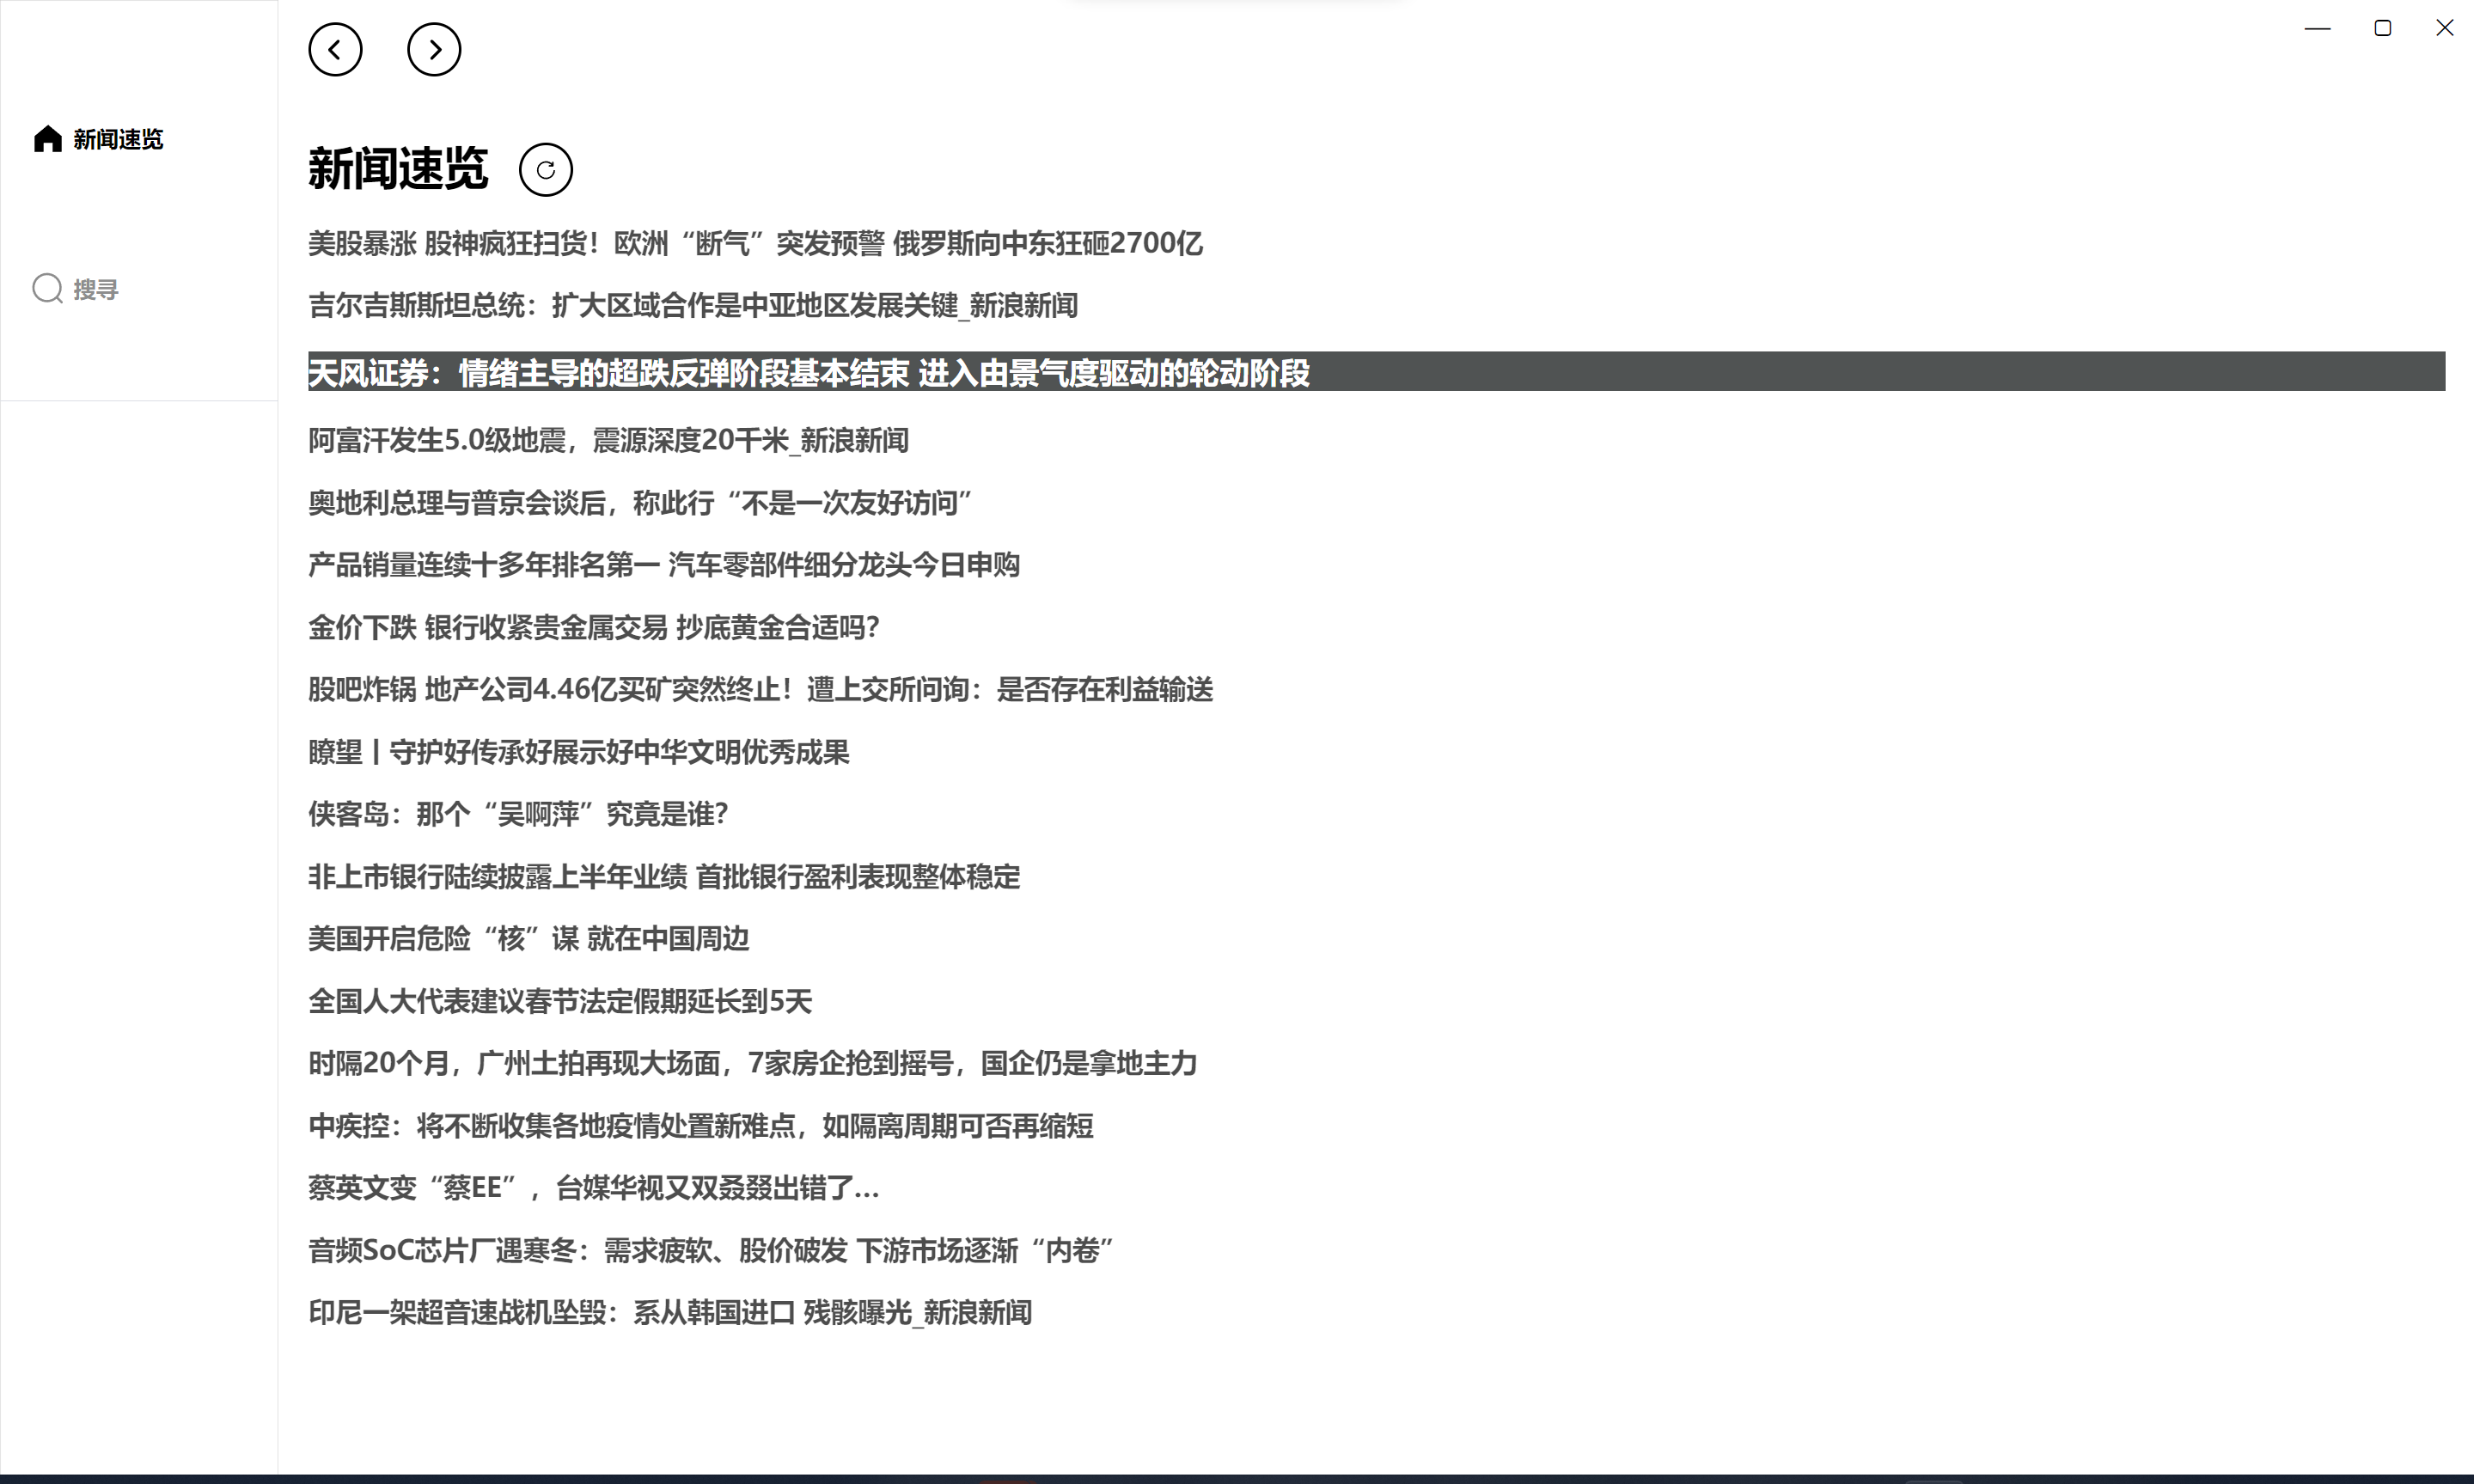 新闻速览
搜寻
新闻速览
美股暴涨 股神疯狂扫货！欧洲“断气”突发预警 俄罗斯向中东狂砸2700亿
吉尔吉斯斯坦总统：扩大区域合作是中亚地区发展关键_新浪新闻
天风证券：情绪主导的超跌反弹阶段基本结束 进入由景气度驱动的轮动阶段
阿富汗发生5.0级地震，震源深度20千米_新浪新闻
奥地利总理与普京会谈后，称此行“不是一次友好访问”
产品销量连续十多年排名第一 汽车零部件细分龙头今日申购
金价下跌 银行收紧贵金属交易 抄底黄金合适吗？
股吧炸锅 地产公司4.46亿买矿突然终止！遭上交所问询：是否存在利益输送
瞭望丨守护好传承好展示好中华文明优秀成果
侠客岛：那个“吴啊萍”究竟是谁？
非上市银行陆续披露上半年业绩 首批银行盈利表现整体稳定
美国开启危险“核”谋 就在中国周边
全国人大代表建议春节法定假期延长到5天
时隔20个月，广州土拍再现大场面，7家房企抢到摇号，国企仍是拿地主力
中疾控：将不断收集各地疫情处置新难点，如隔离周期可否再缩短
蔡英文变“蔡EE”，台媒华视又双叒叕出错了...
音频SoC芯片厂遇寒冬：需求疲软、股价破发 下游市场逐渐“内卷”
印尼一架超音速战机坠毁：系从韩国进口 残骸曝光_新浪新闻